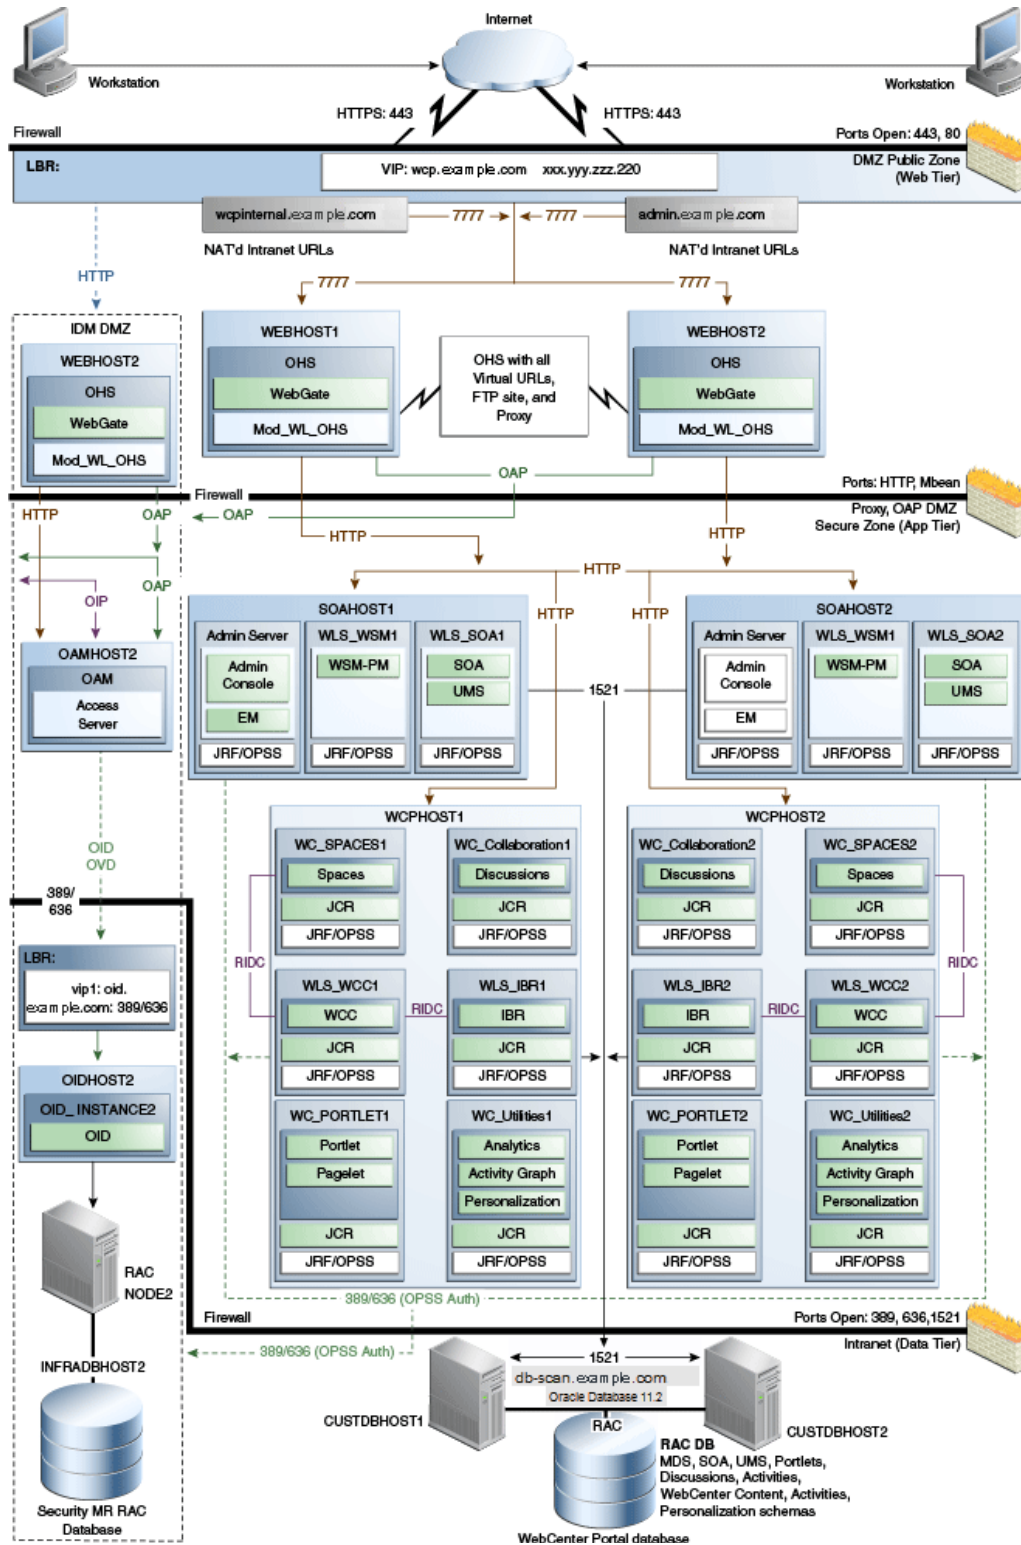 Internet
Workstation
Workstation
HTTPS: 443
HTTPS: 443
Firewall
Ports Open: 443, 80
LBR:
VIP: wcp.example.com xxx.yyy.zzz.220
DMZ Public Zone
(Web Tier)
wcpinternal.example.com
7777
7777
admin.example.com
NAT'd Intranet URLs
NAT'd Intranet URLs
HTTP
7777
7777
IDM DMZ
WEBHOST2
OHS
WebGate
Mod_WL_OHS
WEBHOST1
OHS
WebGate
Mod_WL_OHS
OHS with all
Virtual URLs,
FTP site, and
Proxy
WEBHOST2
OHS
WebGate
Mod_WL_OHS
OAP
Firewall
Ports: HTTP, Mbean
HTTP
OAP
OAP
Proxy, OAP DMZ
Secure Zone (App Tier)
HTTP
HTTP
HTTP
OAP
OIP
HTTP
HTTP
OAMHOST2
OAM
Access
Server
SOAHOST1
Admin Server
Admin
Console
EM
JRF/OPSS
WLS_WSM1
WSM-PM
JRF/OPSS
WLS_SOA1
SOA
UMS
JRF/OPSS
1521
SOAHOST2
Admin Server
Admin
Console
EM
JRF/OPSS
WLS_WSM1
WSM-PM
JRF/OPSS
WLS_SOA2
SOA
UMS
JRF/OPSS
OID
OVD
389/
636
LBR:
vip1: oid.
example.com: 389/636
OIDHOST2
OID_INSTANCE2
OID
RAC
NODE2
INFRADBHOST2
Security MR RAC
Database
WCPHOST1
WC_SPACES1
Spaces
JCR
JRF/OPSS
WC_Collaboration1
Discussions
JCR
JRF/OPSS
RIDC
WLS_WCC1
WCC
JCR
JRF/OPSS
RIDC
WLS_IBR1
IBR
JCR
JRF/OPSS
WC_PORTLET1
Portlet
Pagelet
JCR
JRF/OPSS
WC_Utilities1
Analytics
Activity Graph
Personalization
JCR
JRF/OPSS
WCPHOST2
WC_Collaboration2
Discussions
JCR
JRF/OPSS
WC_SPACES2
Spaces
JCR
JRF/OPSS
RIDC
WLS_IBR2
IBR
JCR
JRF/OPSS
RIDC
WLS_WCC2
WCC
JCR
JRF/OPSS
WC_PORTLET2
Portlet
Pagelet
JCR
JRF/OPSS
WC_Utilities2
Analytics
Activity Graph
Personalization
JCR
JRF/OPSS
389/636 (OPSS Auth)
Firewall
Ports Open: 389, 636,1521
Intranet (Data Tier)
389/636 (OPSS Auth)
1521
db-scan.example.com
Oracle Database 11.2
CUSTDBHOST1
RAC
CUSTDBHOST2
RAC DB
MDS, SOA, UMS, Portlets,
Discussions, Activities,
WebCenter Content, Activities,
Personalization schemas
WebCenter Portal database